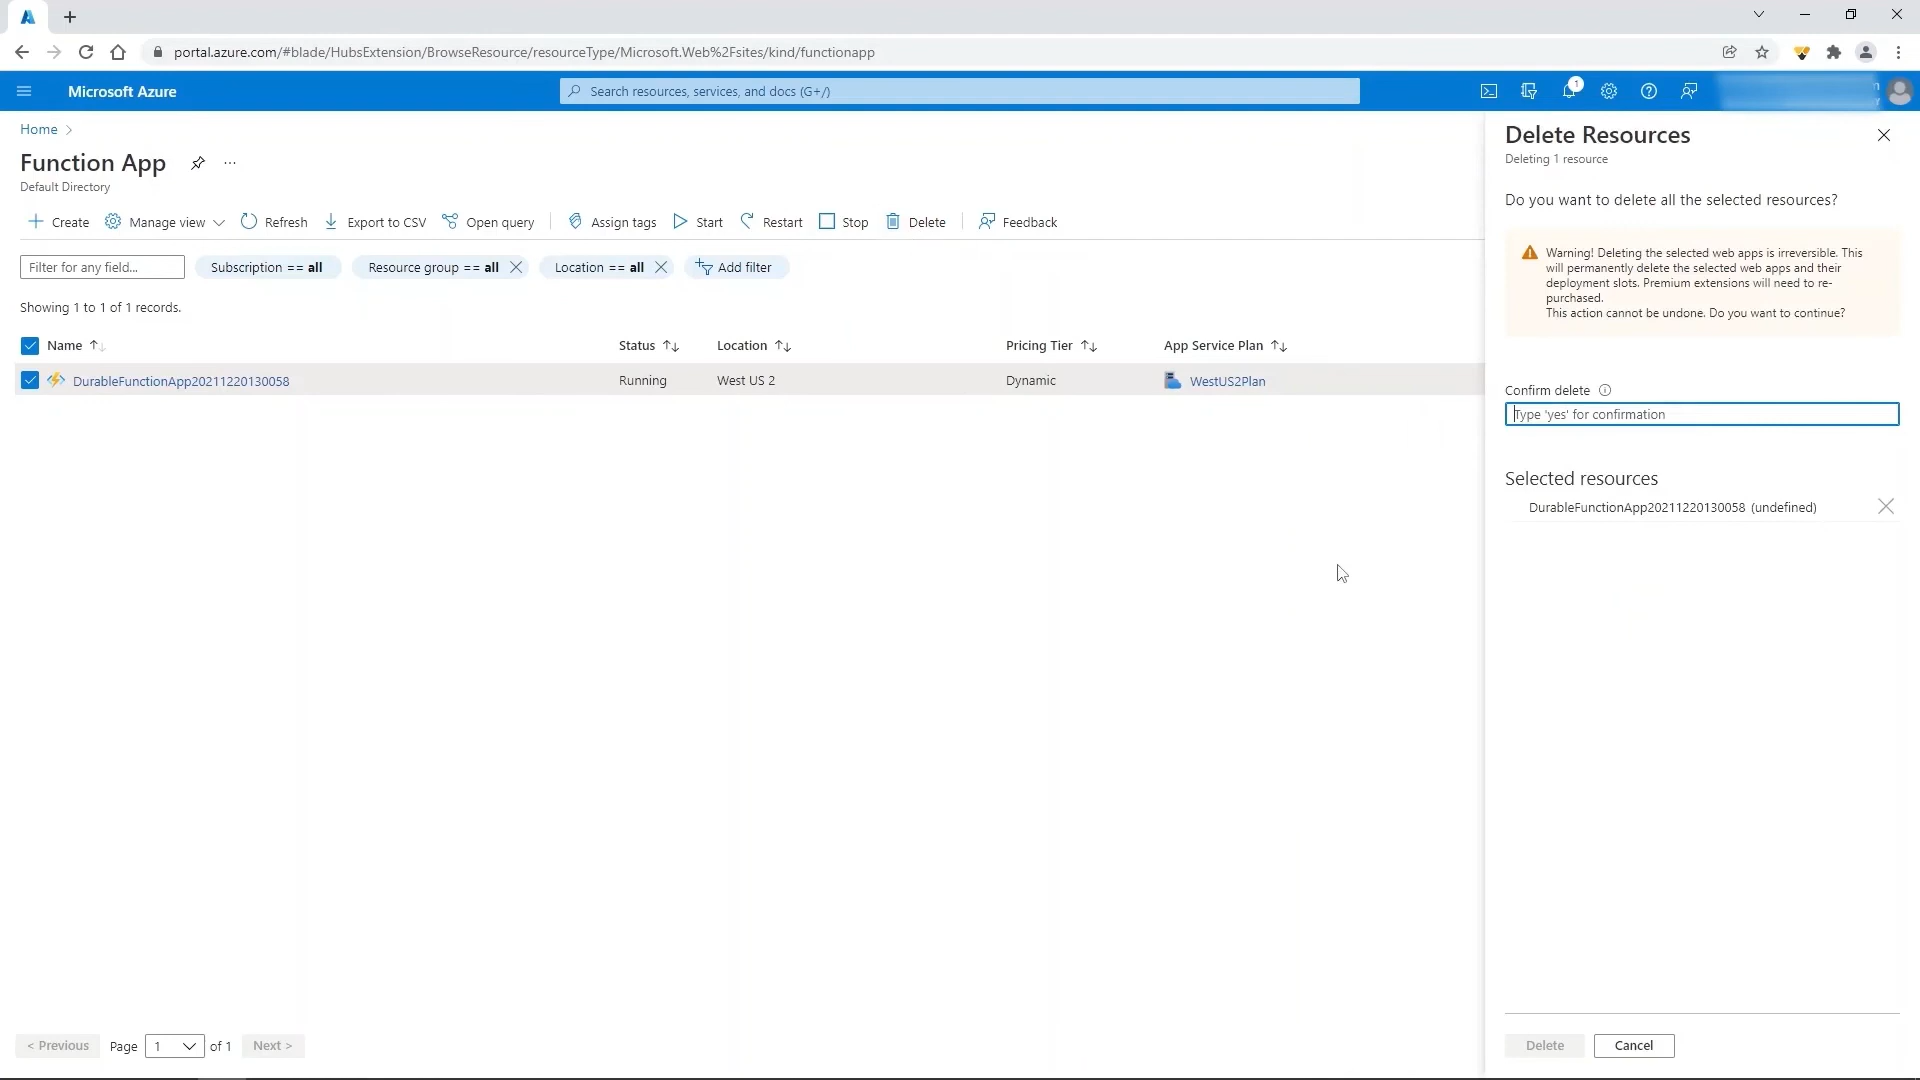 portal.azure.com/#blade/HubsExtension/BrowseResource/resourceType/Microsoft.Web%2Fsites/kind/functionapp
Microsoft Azure
Search resources, services, and docs (G+/)
1
Home
Function App
...
Default Directory
Create
Manage view
Refresh
Export to CSV
Open query
Assign tags
Start
Restart
Stop
Delete
Feedback
Filter for any field...
Subscription == all
Resource group == all
Location == all
Add filter
Showing 1 to 1 of 1 records.
Name
Status
Location
Pricing Tier
App Service Plan
DurableFunctionApp20211220130058
Running
West US 2
Dynamic
WestUS2Plan
< Previous
Page
1
of 1
Next >
Delete Resources
Deleting 1 resource
Do you want to delete all the selected resources?
Warning! Deleting the selected web apps is irreversible. This
will permanently delete the selected web apps and their
deployment slots. Premium extensions will need to re-
purchased.
This action cannot be undone. Do you want to continue?
Confirm delete
Type 'yes' for confirmation
Selected resources
DurableFunctionApp20211220130058 (undefined)
Delete
Cancel